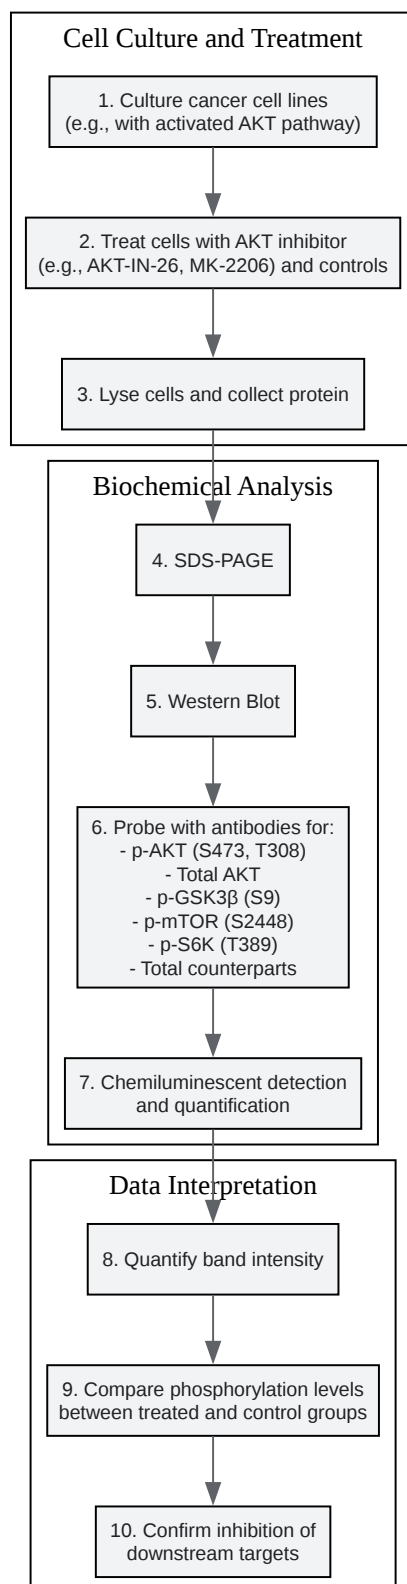 Cell Culture and Treatment
1. Culture cancer cell lines
(e.g., with activated AKT pathway)
2. Treat cells with AKT inhibitor
(e.g., AKT-IN-26, MK-2206) and controls
3. Lyse cells and collect protein
Biochemical Analysis
4. SDS-PAGE
5. Western Blot
6. Probe with antibodies for:
- p-AKT (S473, T308)
- Total AKT
- p-GSK3β (S9)
- p-mTOR (S2448)
- p-S6K (T389)
- Total counterparts
7. Chemiluminescent detection
and quantification
Data Interpretation
8. Quantify band intensity
9. Compare phosphorylation levels
between treated and control groups
10. Confirm inhibition of
downstream targets